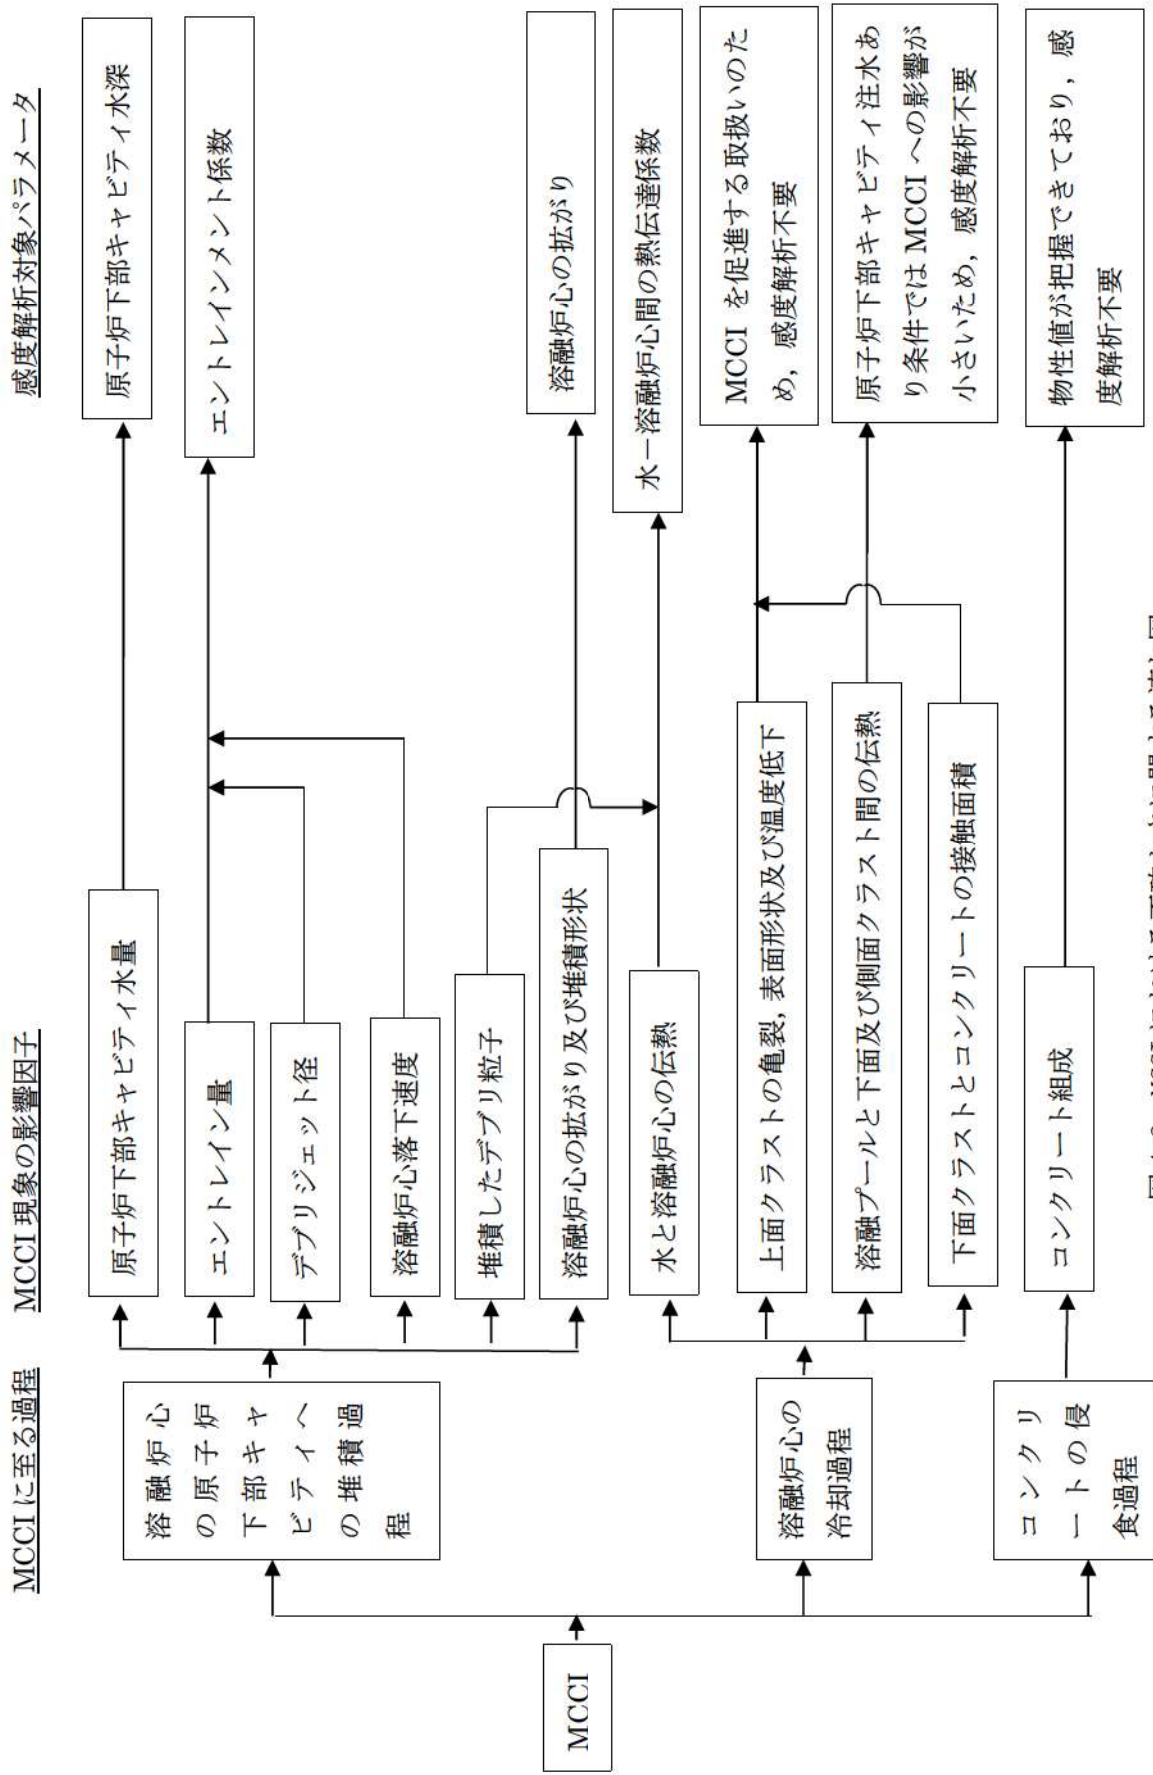 MCCI に至る過程
MCCI 現象の影響因子
感度解析対象パラメータ
MCCI
溶融炉心
の原子炉
下部キャ
ビティへ
の堆積過
程
溶融炉心の
冷却過程
コンクリ
ートの侵
食過程
原子炉下部キャビティ水量
エントレイン量
デブリジェット径
溶融炉心落下速度
堆積したデブリ粒子
溶融炉心の拡がり及び堆積形状
水と溶融炉心の伝熱
上面クラストの亀裂，表面形状及び温度低下
溶融プールと下面及び側面クラスト間の伝熱
下面クラストとコンクリートの接触面積
コンクリート組成
原子炉下部キャビティ水深
エントレインメント係数
溶融炉心の拡がり
水－溶融炉心間の熱伝達係数
MCCI を促進する取扱いのた
め，感度解析不要
原子炉下部キャビティ注水あ
り条件では MCCI への影響が
小さいため，感度解析不要
物性値が把握できており，感
度解析不要